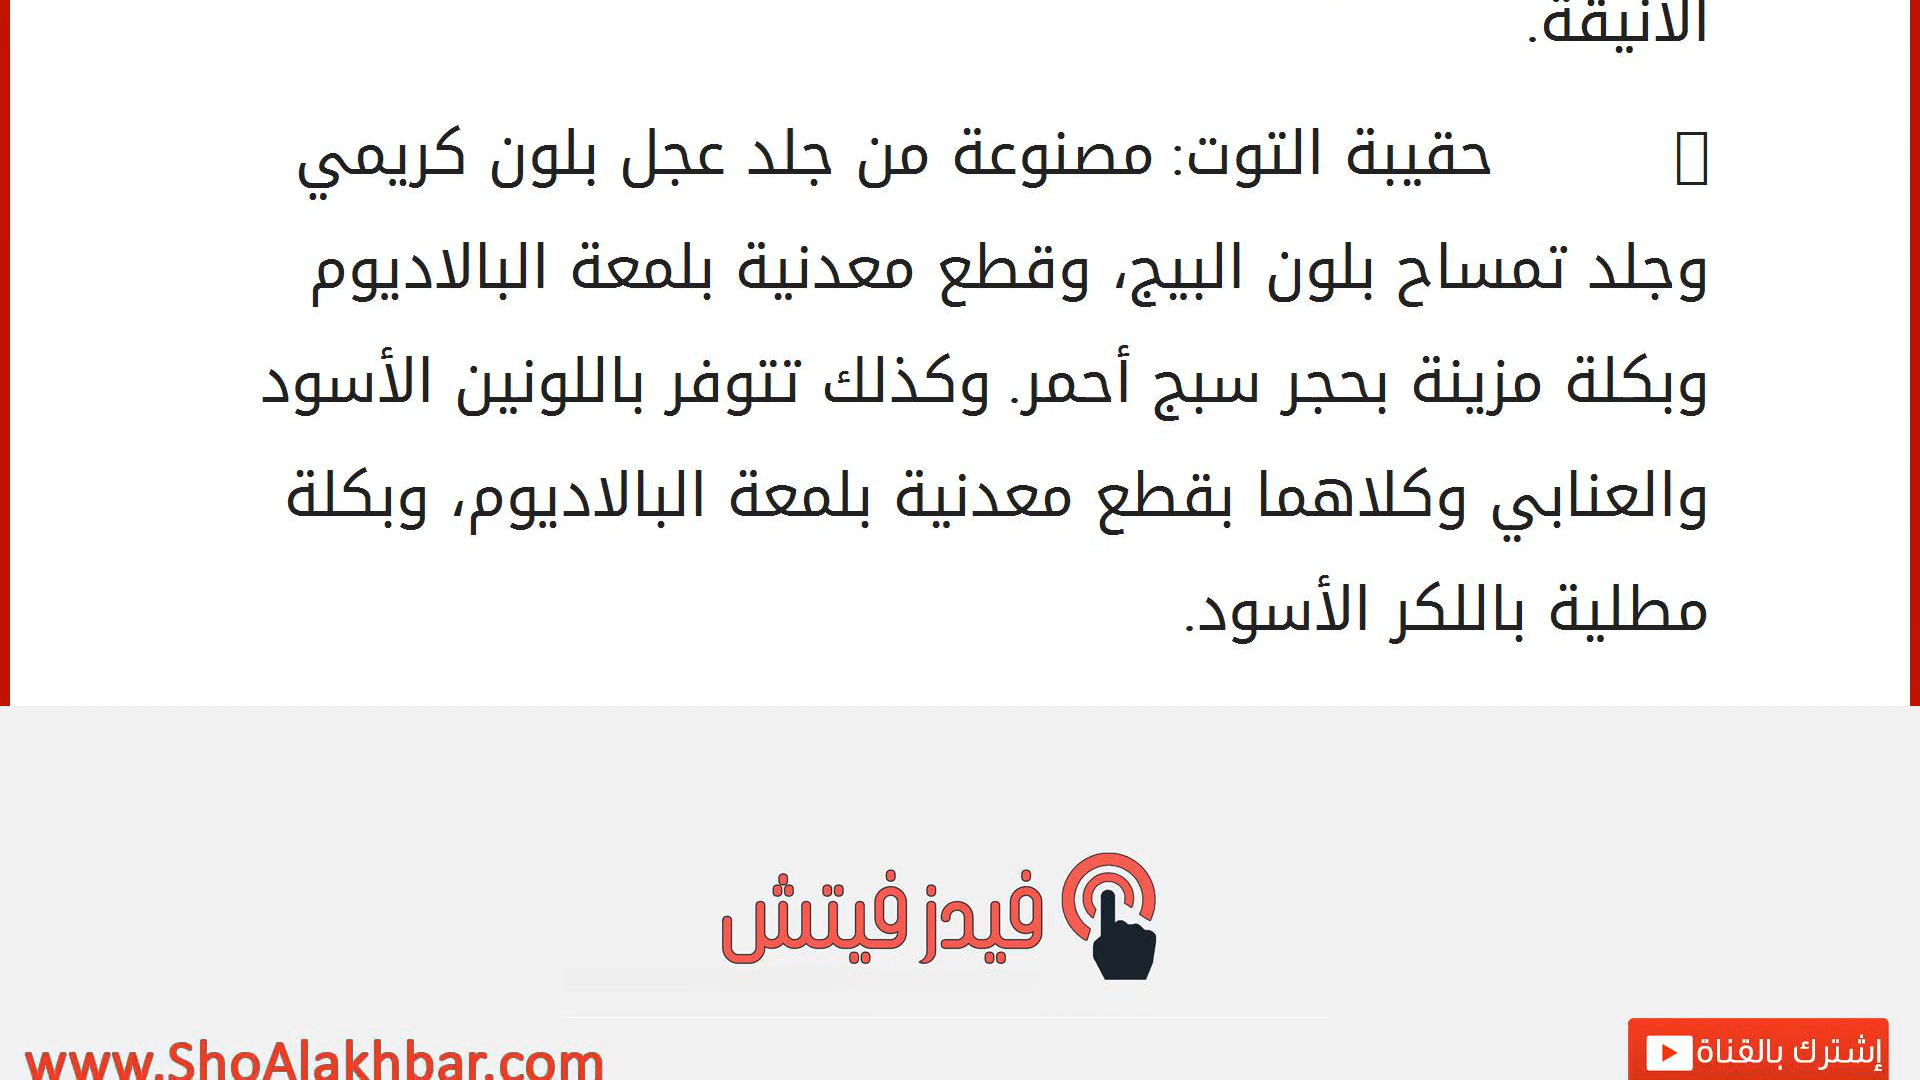 الأنيقة.
حقيبة التوت: مصنوعة من جلد عجل بلون كريمي
وجلد تمساح بلون البيج، وقطع معدنية بلمعة البالاديوم
وبكلة مزينة بحجر سبج أحمر. وكذلك تتوفر باللونين الأسود
والعنابي وكلاهما بقطع معدنية بلمعة البالاديوم، وبكلة
مطلية باللكر الأسود.
فيدز فيتش
www.ShoAlakhbar.com
إشترك بالقناة